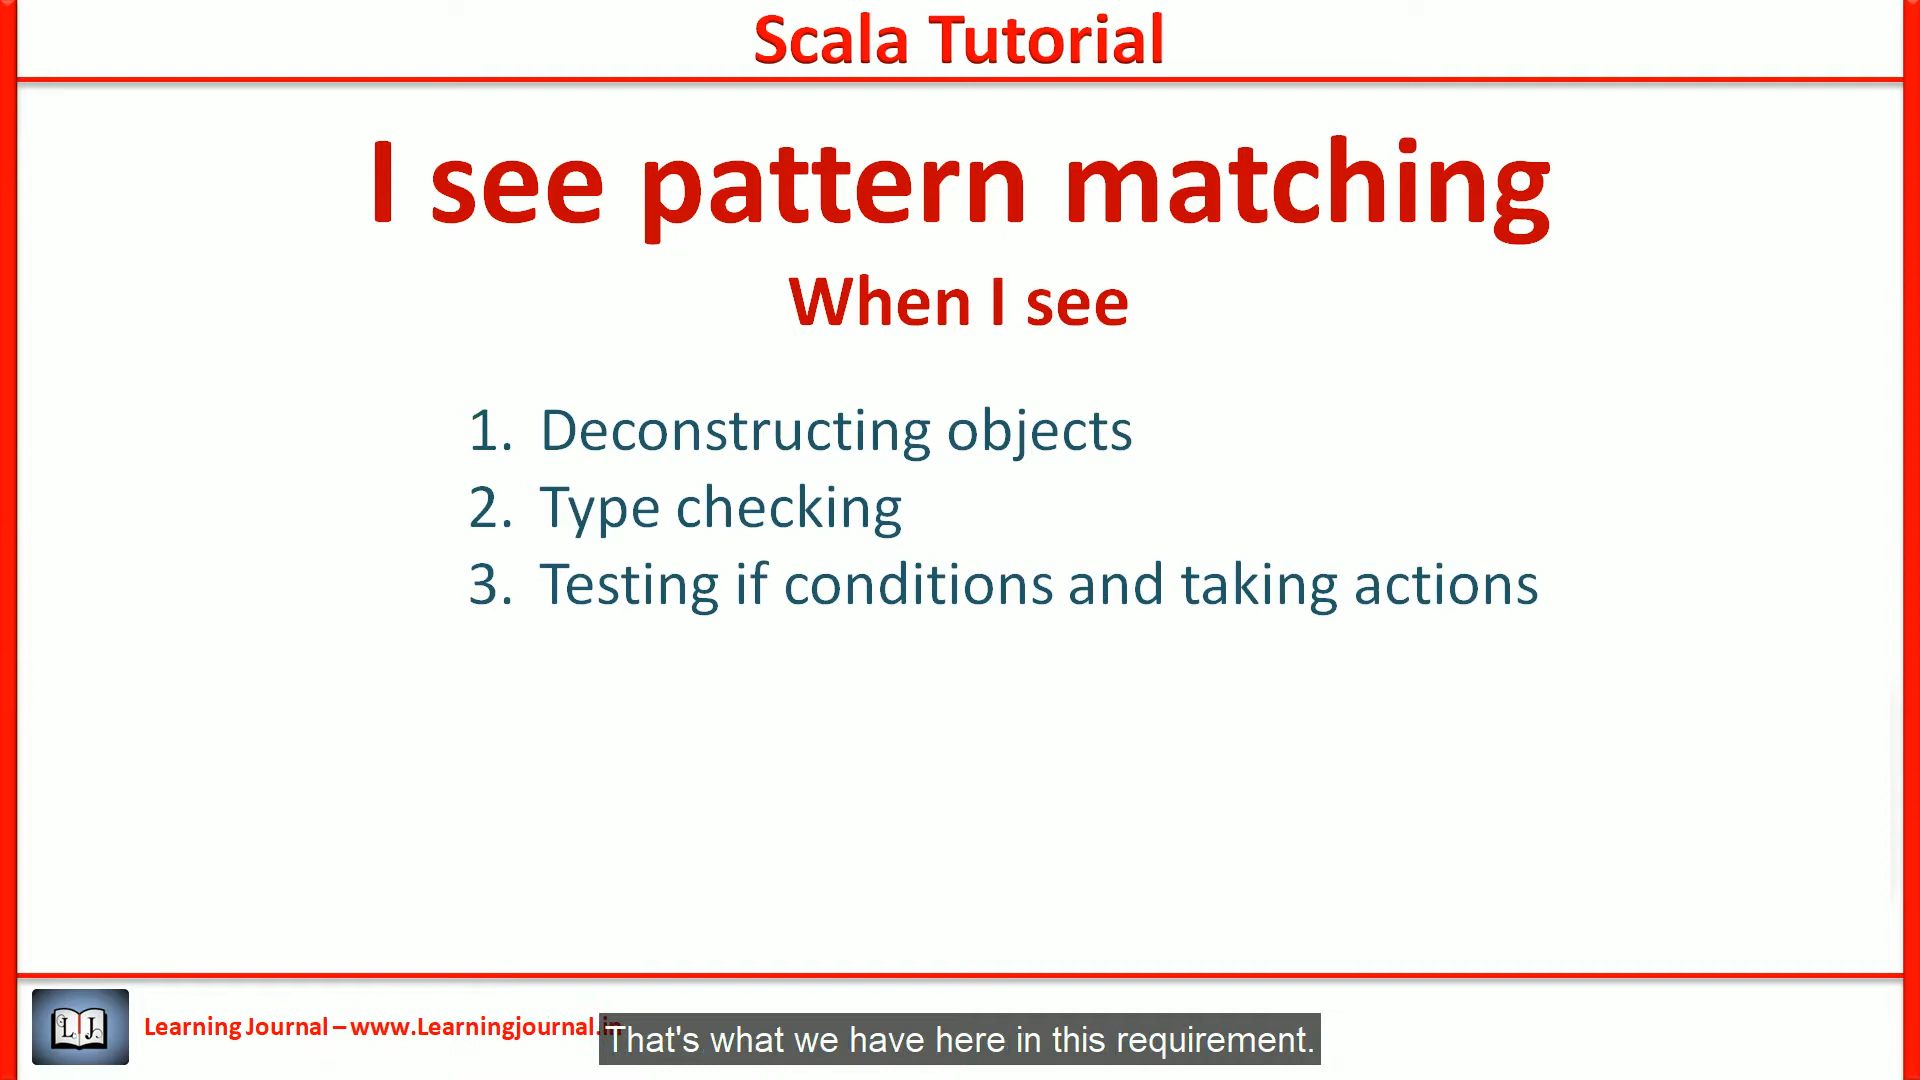 Scala Tutorial
I see pattern matching
When I see
1. Deconstructing objects
2. Type checking
3. Testing if conditions and taking actions
LJ
Learning Journal – www.Learningjournal.in
That's what we have here in this requirement.